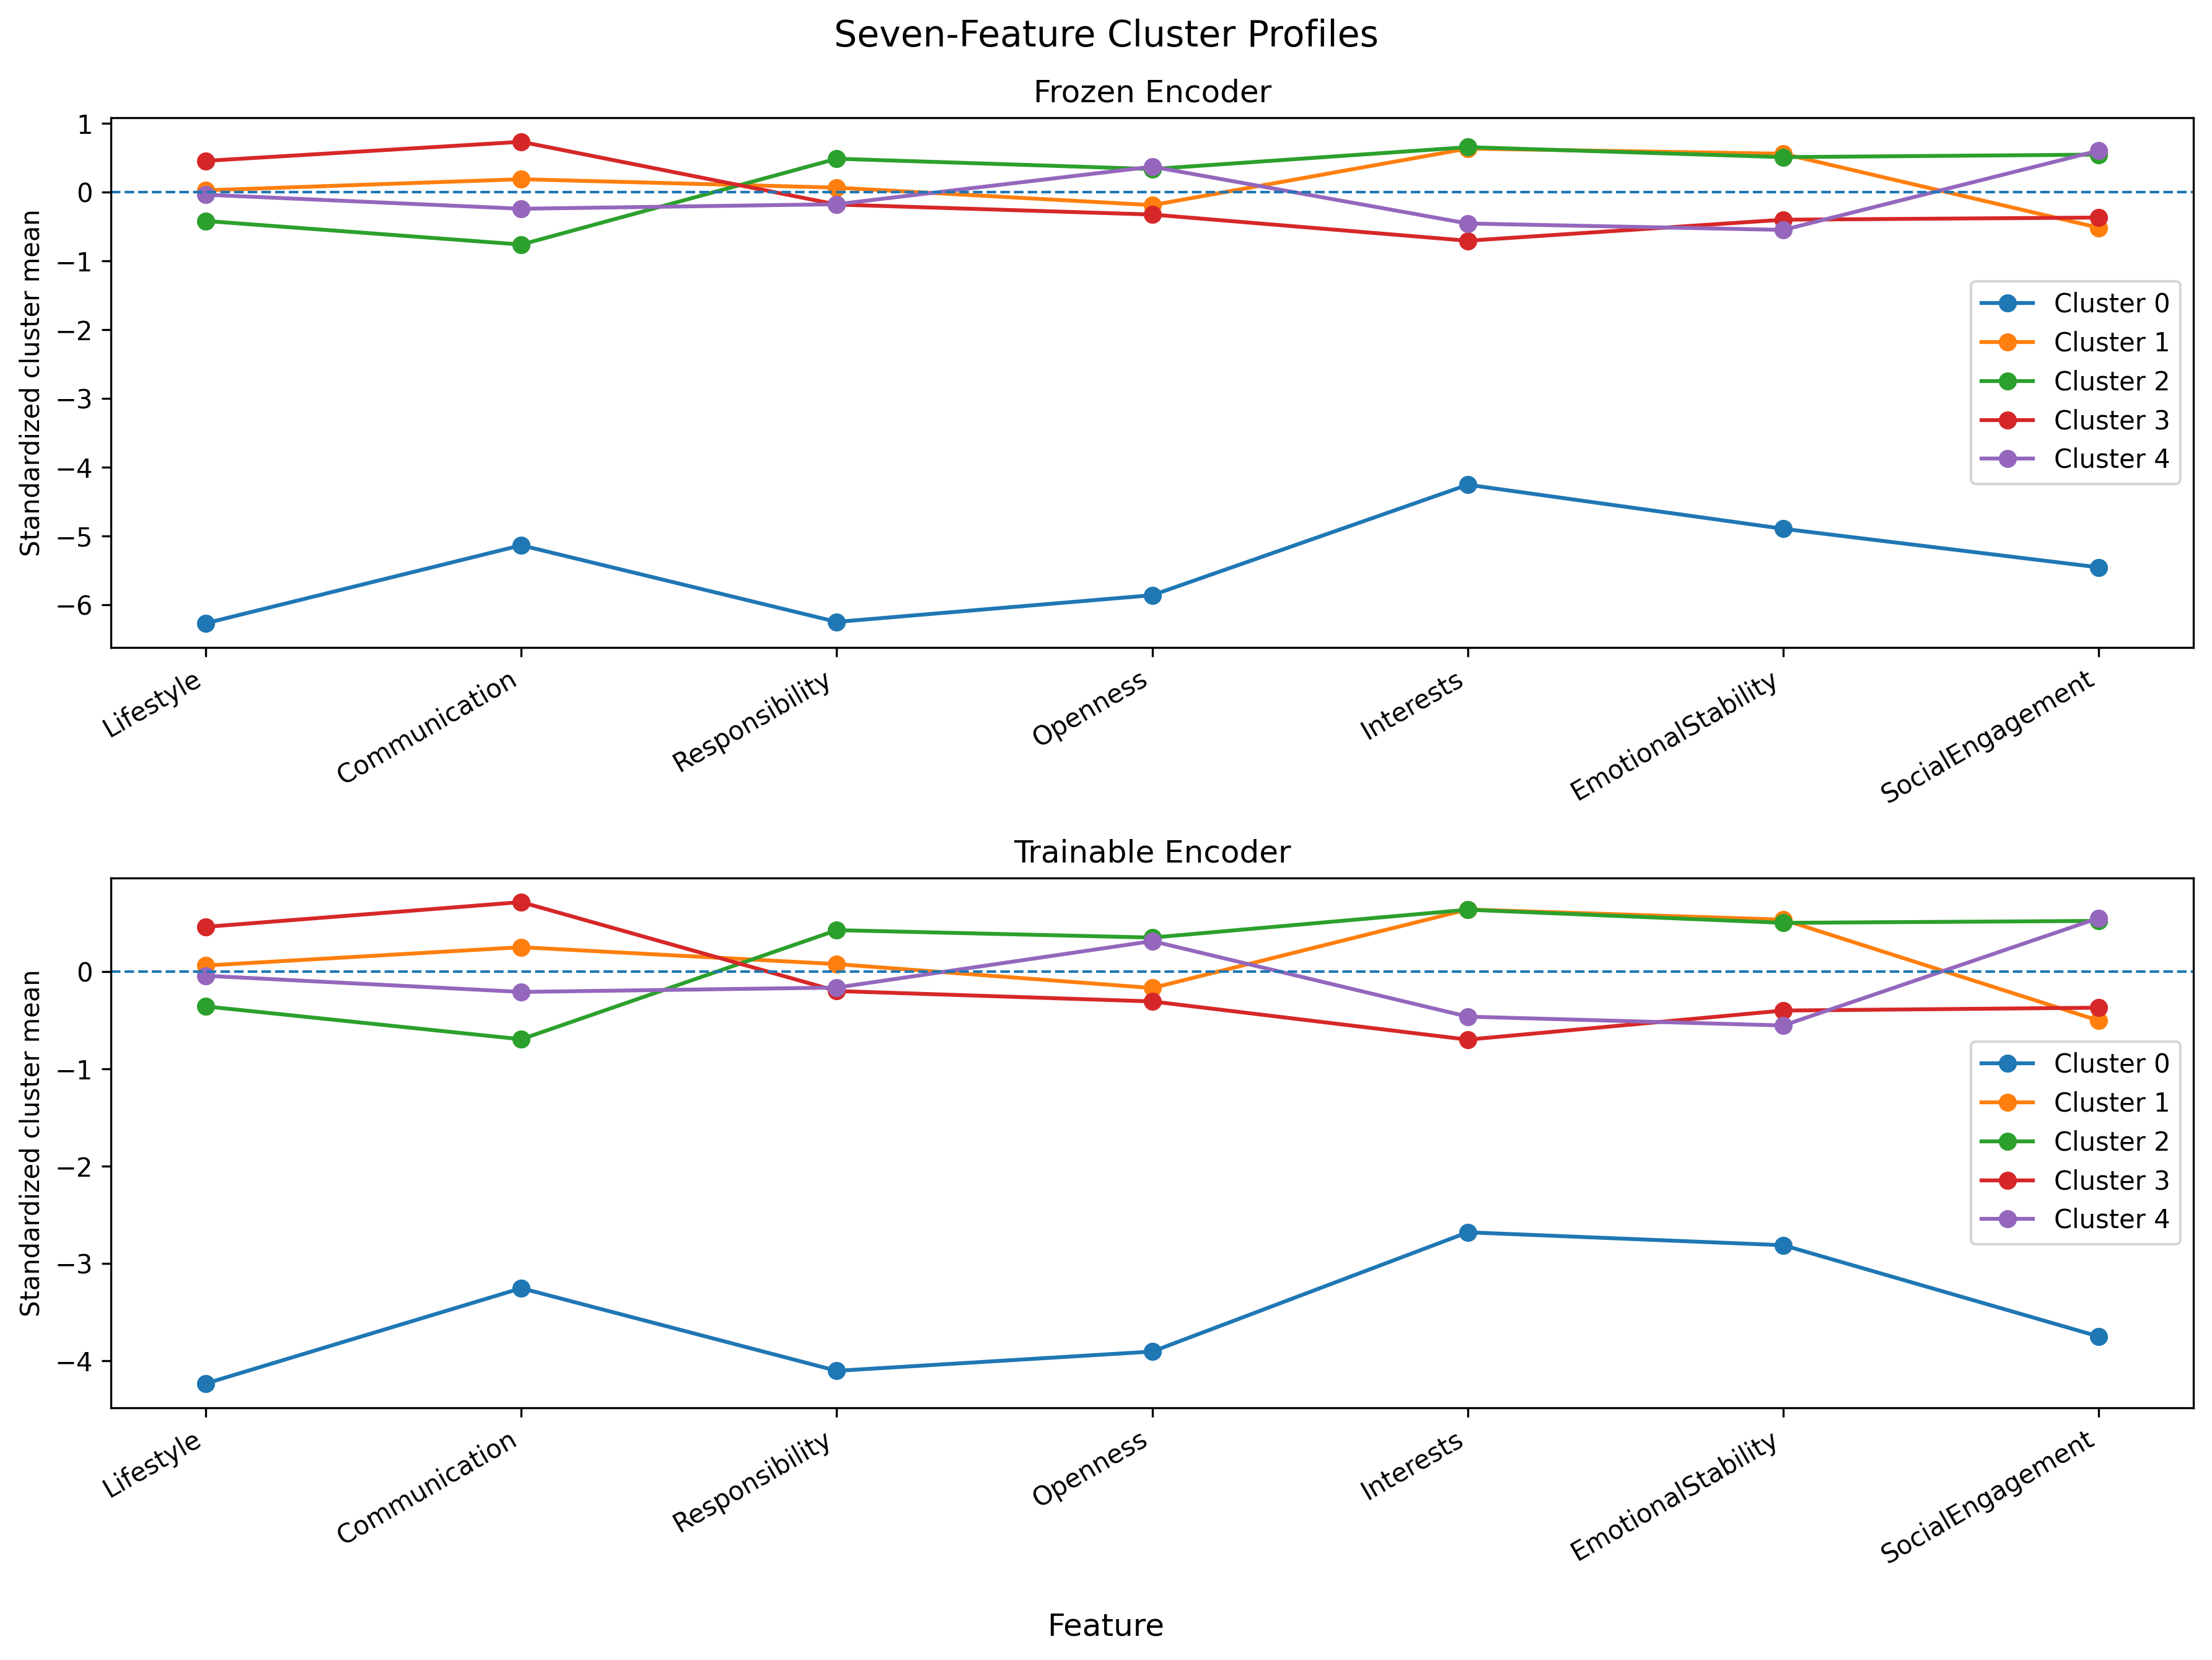 Seven-Feature Cluster Profiles
Frozen Encoder
Standardized cluster mean
1
0
−1
−2
−3
−4
−5
−6
Cluster 0
Cluster 1
Cluster 2
Cluster 3
Cluster 4
Lifestyle
Communication
Responsibility
Openness
Interests
EmotionalStability
SocialEngagement
Trainable Encoder
Standardized cluster mean
0
−1
−2
−3
−4
Cluster 0
Cluster 1
Cluster 2
Cluster 3
Cluster 4
Lifestyle
Communication
Responsibility
Openness
Interests
EmotionalStability
SocialEngagement
Feature